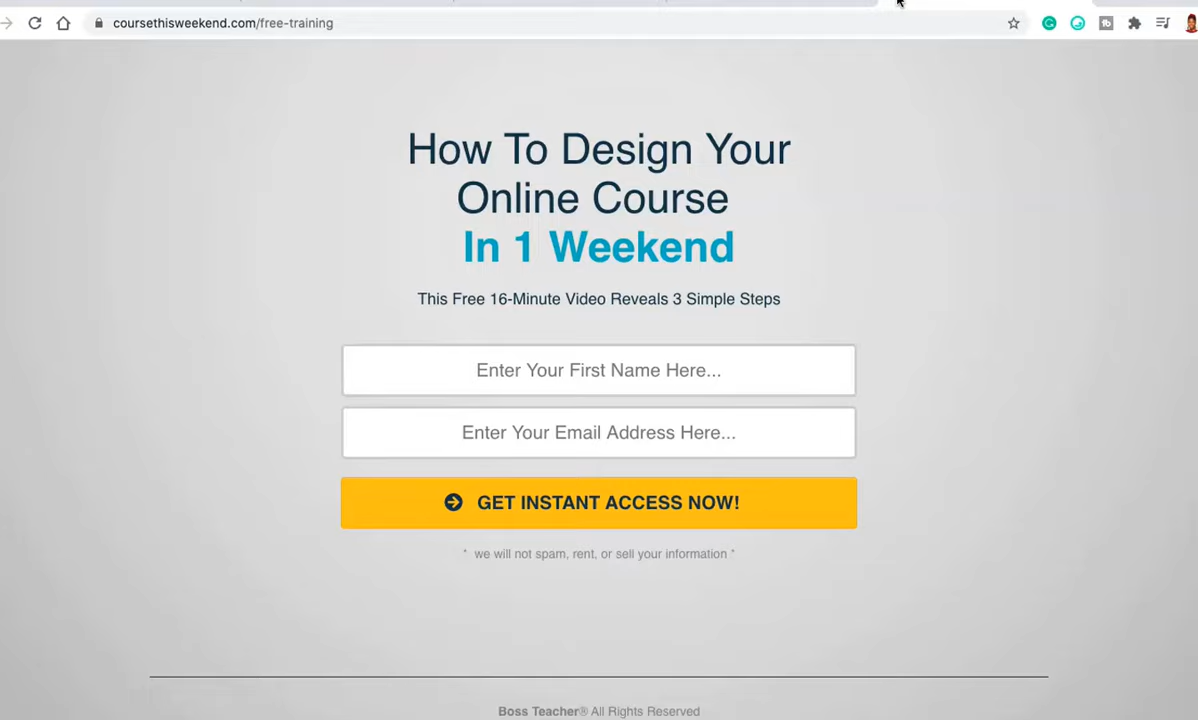 coursethisweekend.com/free-training
How To Design Your
Online Course
In 1 Weekend
This Free 16-Minute Video Reveals 3 Simple Steps
Enter Your First Name Here...
Enter Your Email Address Here...
GET INSTANT ACCESS NOW!
* we will not spam, rent, or sell your information *
Boss Teacher® All Rights Reserved